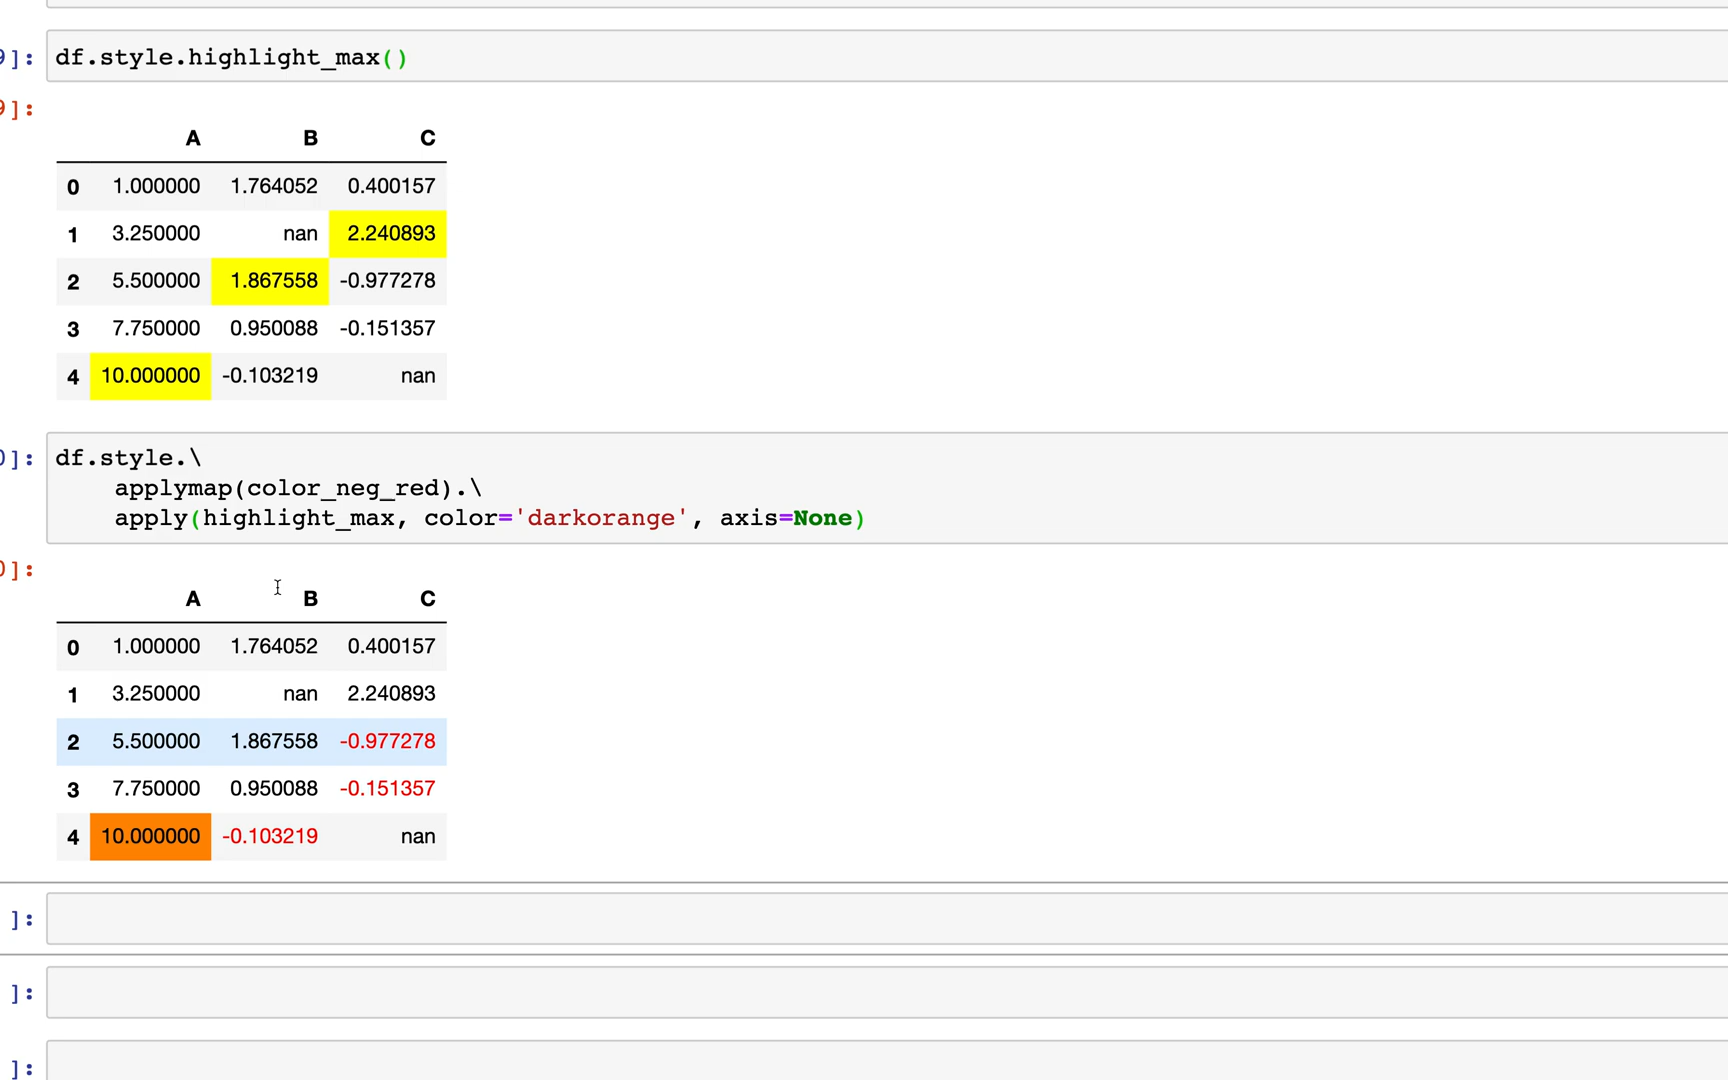 9]: df.style.highlight_max()
9]:
A B C
0 1.000000 1.764052 0.400157
1 3.250000 nan 2.240893
2 5.500000 1.867558 -0.977278
3 7.750000 0.950088 -0.151357
4 10.000000 -0.103219 nan
0]: df.style.\
applymap(color_neg_red).\
apply(highlight_max, color='darkorange', axis=None)
0]:
A B C
0 1.000000 1.764052 0.400157
1 3.250000 nan 2.240893
2 5.500000 1.867558 -0.977278
3 7.750000 0.950088 -0.151357
4 10.000000 -0.103219 nan
]:
]:
]: